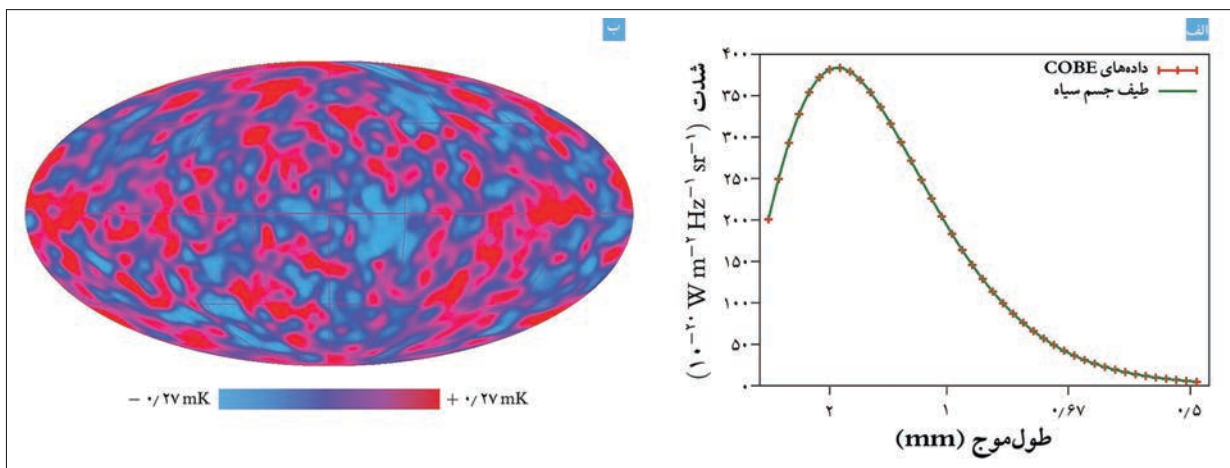 الف
شدت (۱۰⁻²⁰ W m⁻² Hz⁻¹ sr⁻¹)
۴۰۰
۳۵۰
۳۰۰
۲۵۰
۲۰۰
۱۵۰
۱۰۰
۵۰
۰
داده‌های COBE
طیف جسم سیاه
۲
۱
۰/۶۷
۰/۵
طول‌موج (mm)
ب
− ۰/۲۷ mK
+ ۰/۲۷ mK